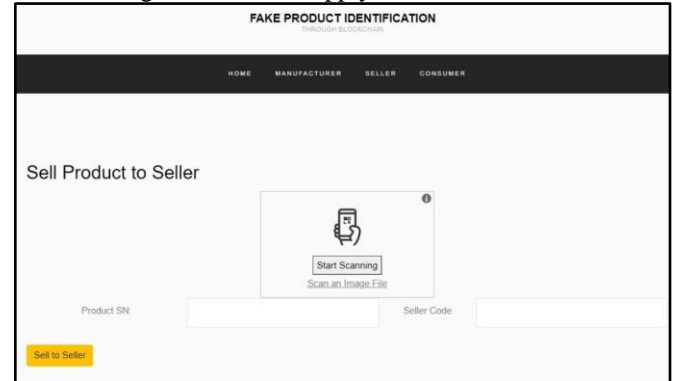 FAKE PRODUCT IDENTIFICATION
THROUGH BLOCKCHAIN
HOME MANUFACTURER SELLER CONSUMER
Sell Product to Seller
Start Scanning
Scan an Image File
Product SN: Seller Code
Sell to Seller